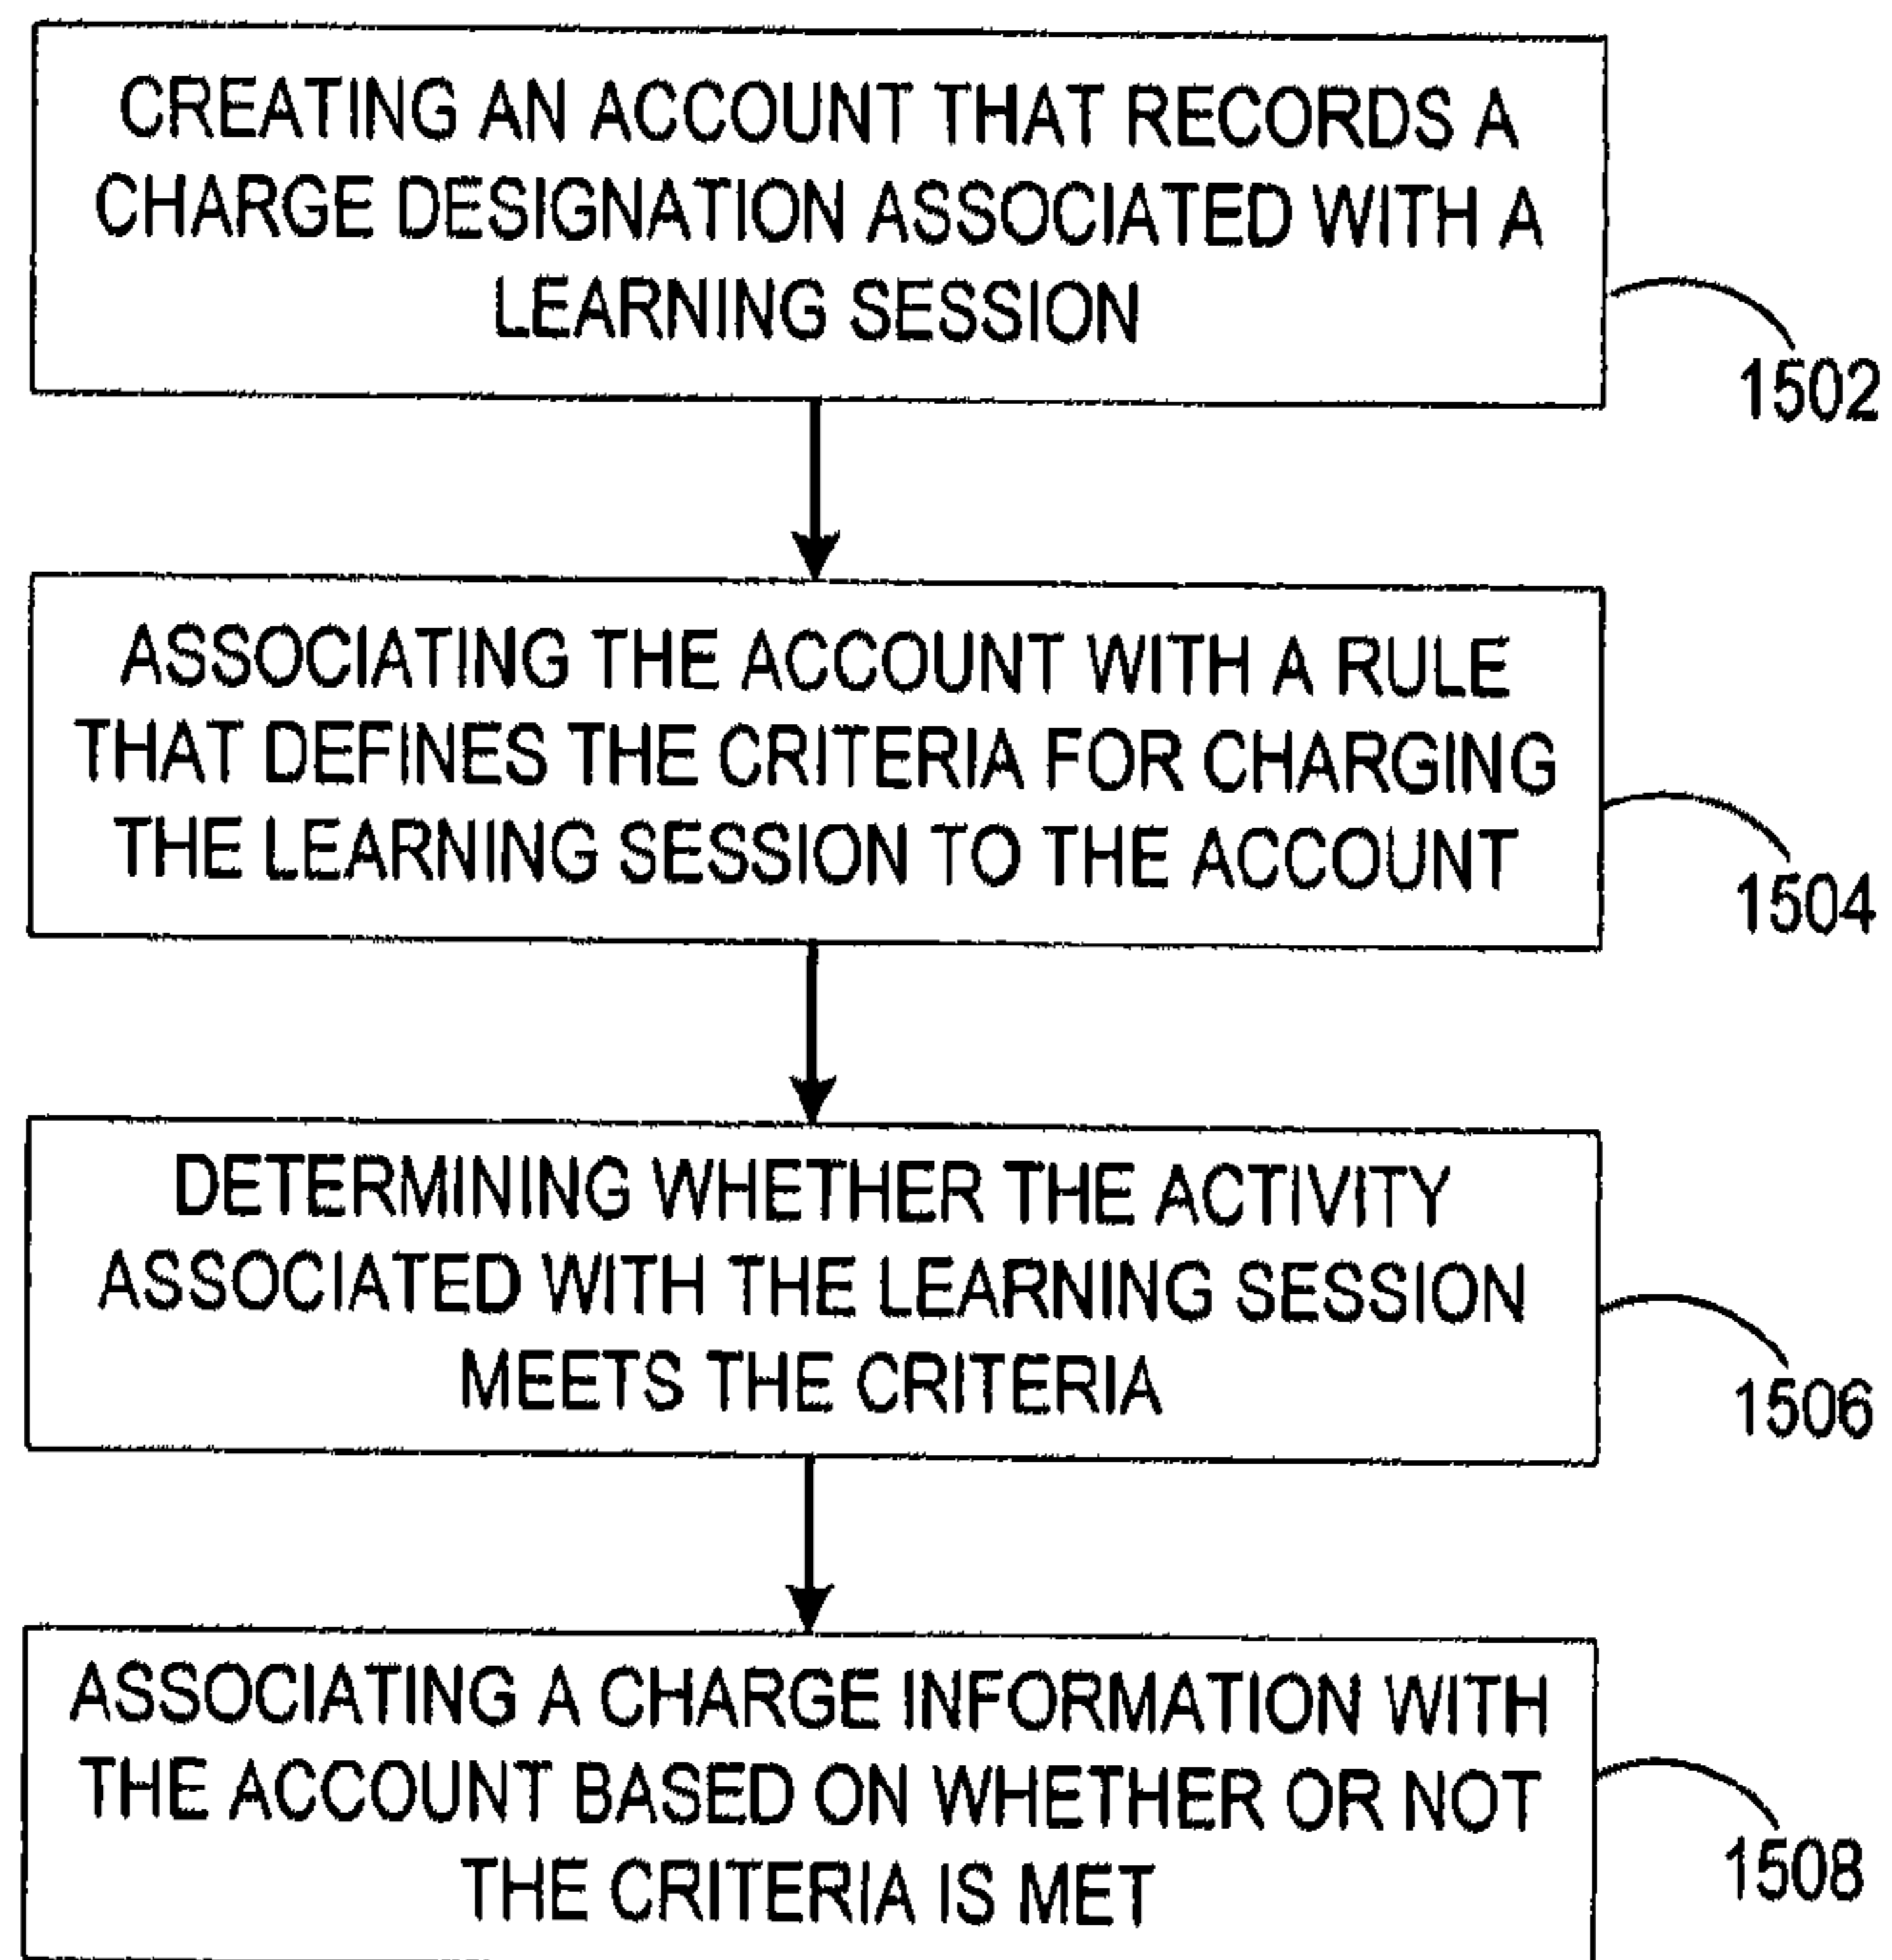 CREATING AN ACCOUNT THAT RECORDS A
CHARGE DESIGNATION ASSOCIATED WITH A
LEARNING SESSION
1502
ASSOCIATING THE ACCOUNT WITH A RULE
THAT DEFINES THE CRITERIA FOR CHARGING
THE LEARNING SESSION TO THE ACCOUNT
1504
DETERMINING WHETHER THE ACTIVITY
ASSOCIATED WITH THE LEARNING SESSION
MEETS THE CRITERIA
1506
ASSOCIATING A CHARGE INFORMATION WITH
THE ACCOUNT BASED ON WHETHER OR NOT
THE CRITERIA IS MET
1508